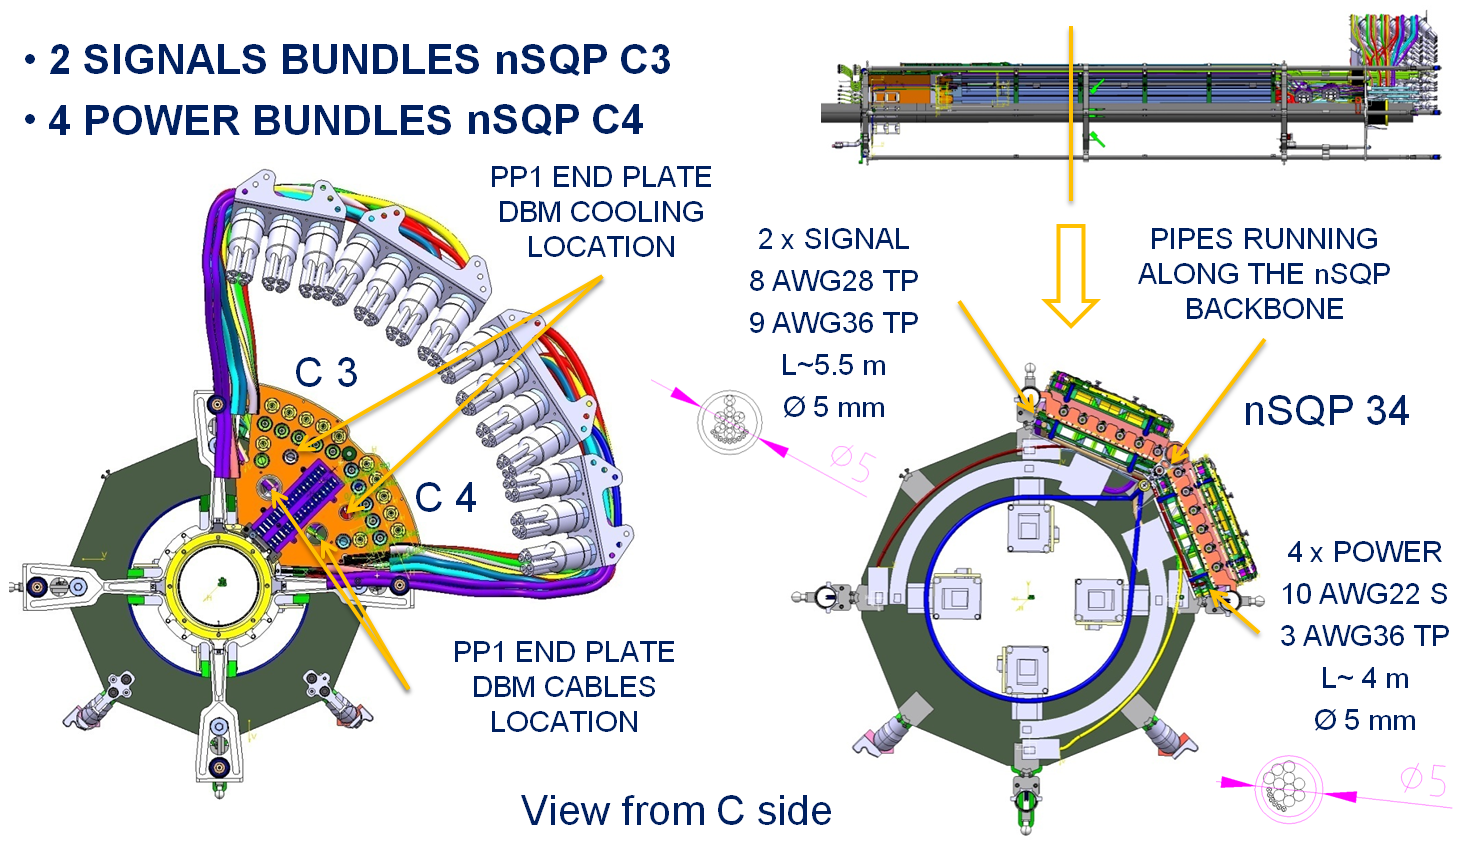 • 2 SIGNALS BUNDLES nSQP C3
• 4 POWER BUNDLES nSQP C4
PP1 END PLATE
DBM COOLING
LOCATION
2 x SIGNAL
8 AWG28 TP
9 AWG36 TP
L~5.5 m
Ø 5 mm
PIPES RUNNING
ALONG THE nSQP
BACKBONE
C 3
C 4
Ø5
nSQP 34
4 x POWER
10 AWG22 S
3 AWG36 TP
L~ 4 m
Ø 5 mm
PP1 END PLATE
DBM CABLES
LOCATION
Ø5
View from C side